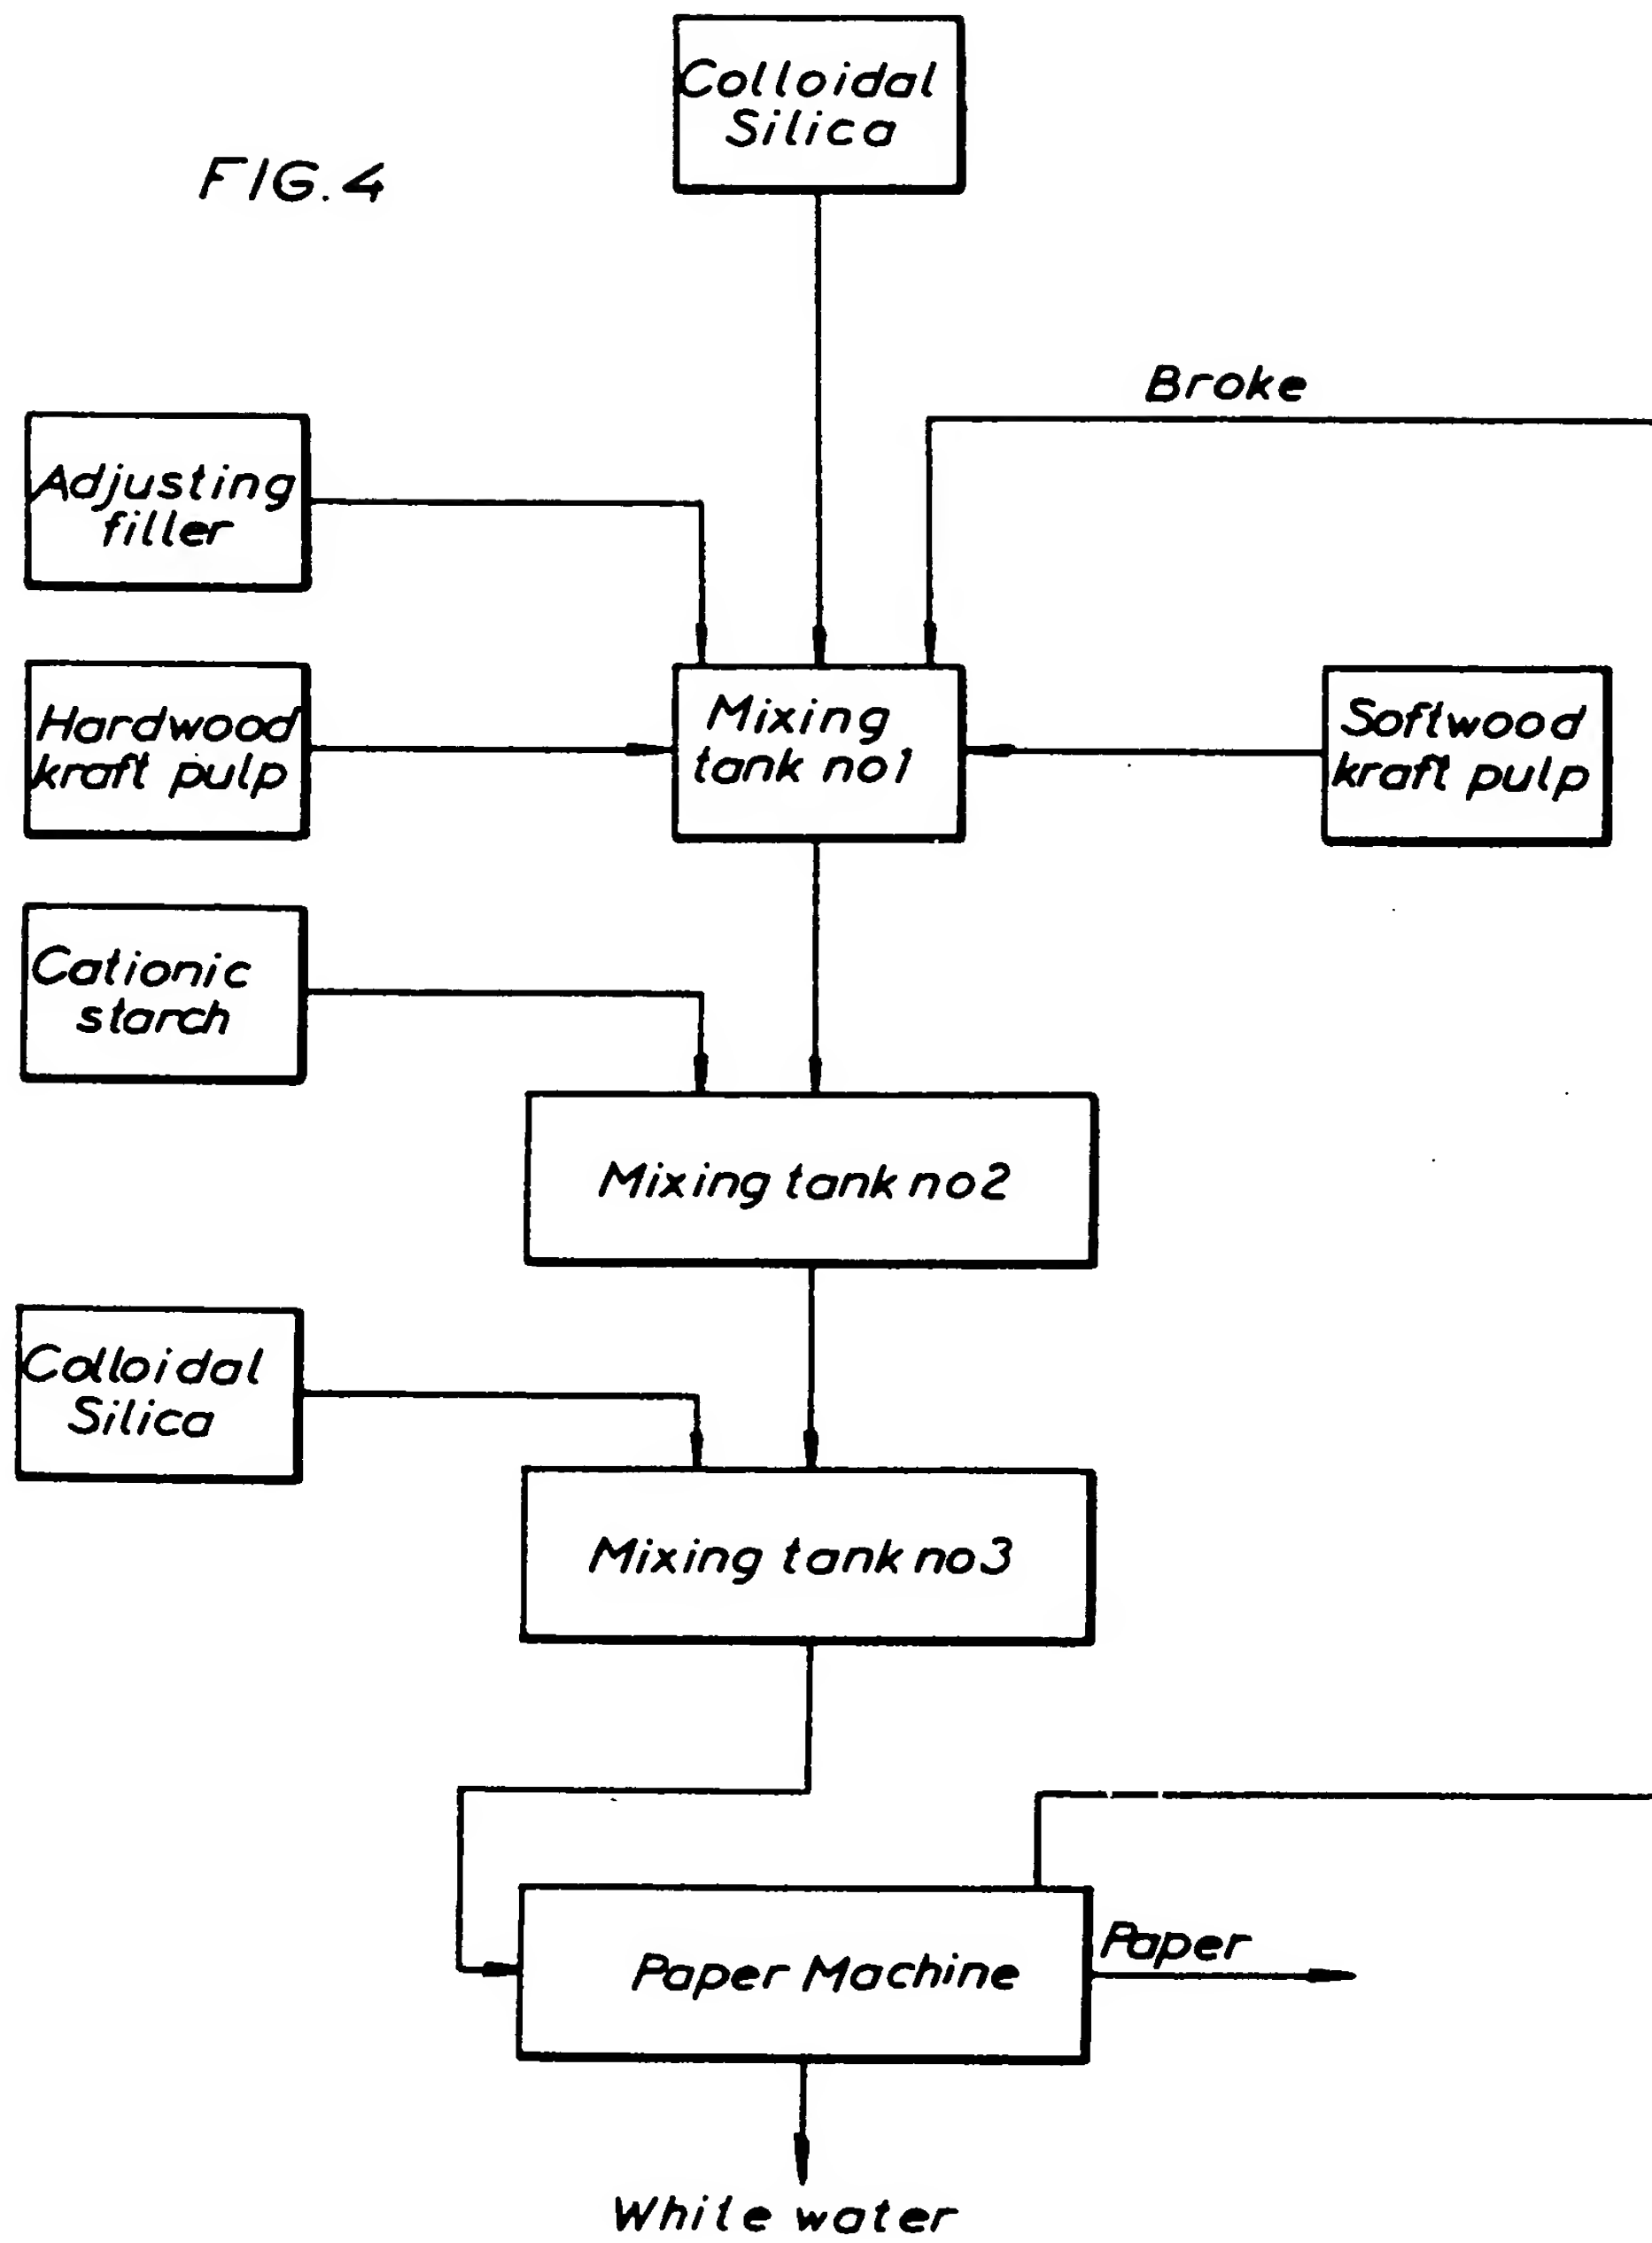 Colloidal
Silica
FIG. 4
Broke
Adjusting
filler
Hardwood
kraft pulp
Mixing
tank no1
Softwood
kraft pulp
Cationic
starch
Mixing tank no2
Colloidal
Silica
Mixing tank no3
Paper Machine
Paper
White water